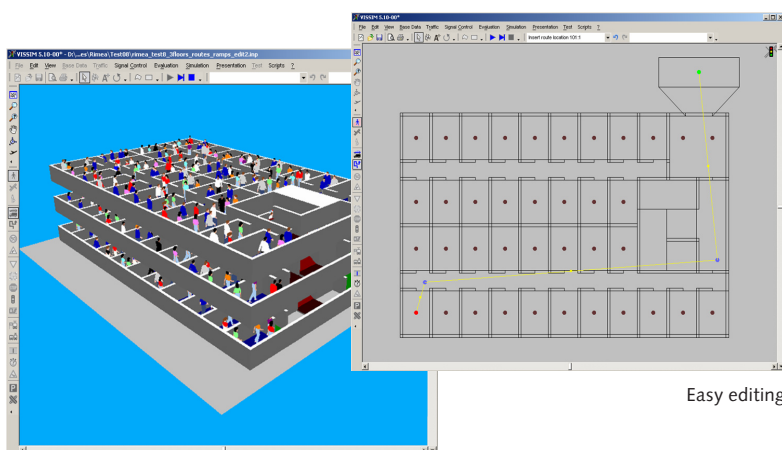 VISSIM 5.10-00* - D:\...es\Rimea\Test08\rimea_test8_3floors_routes_ramps_edit2.inp
File Edit View Base Data Traffic Signal Control Evaluation Simulation Presentation Test Scripts ?
VISSIM 5.10-00*
File Edit View Base Data Traffic Signal Control Evaluation Simulation Presentation Test Scripts ?
Insert route location 101:1
Easy editing